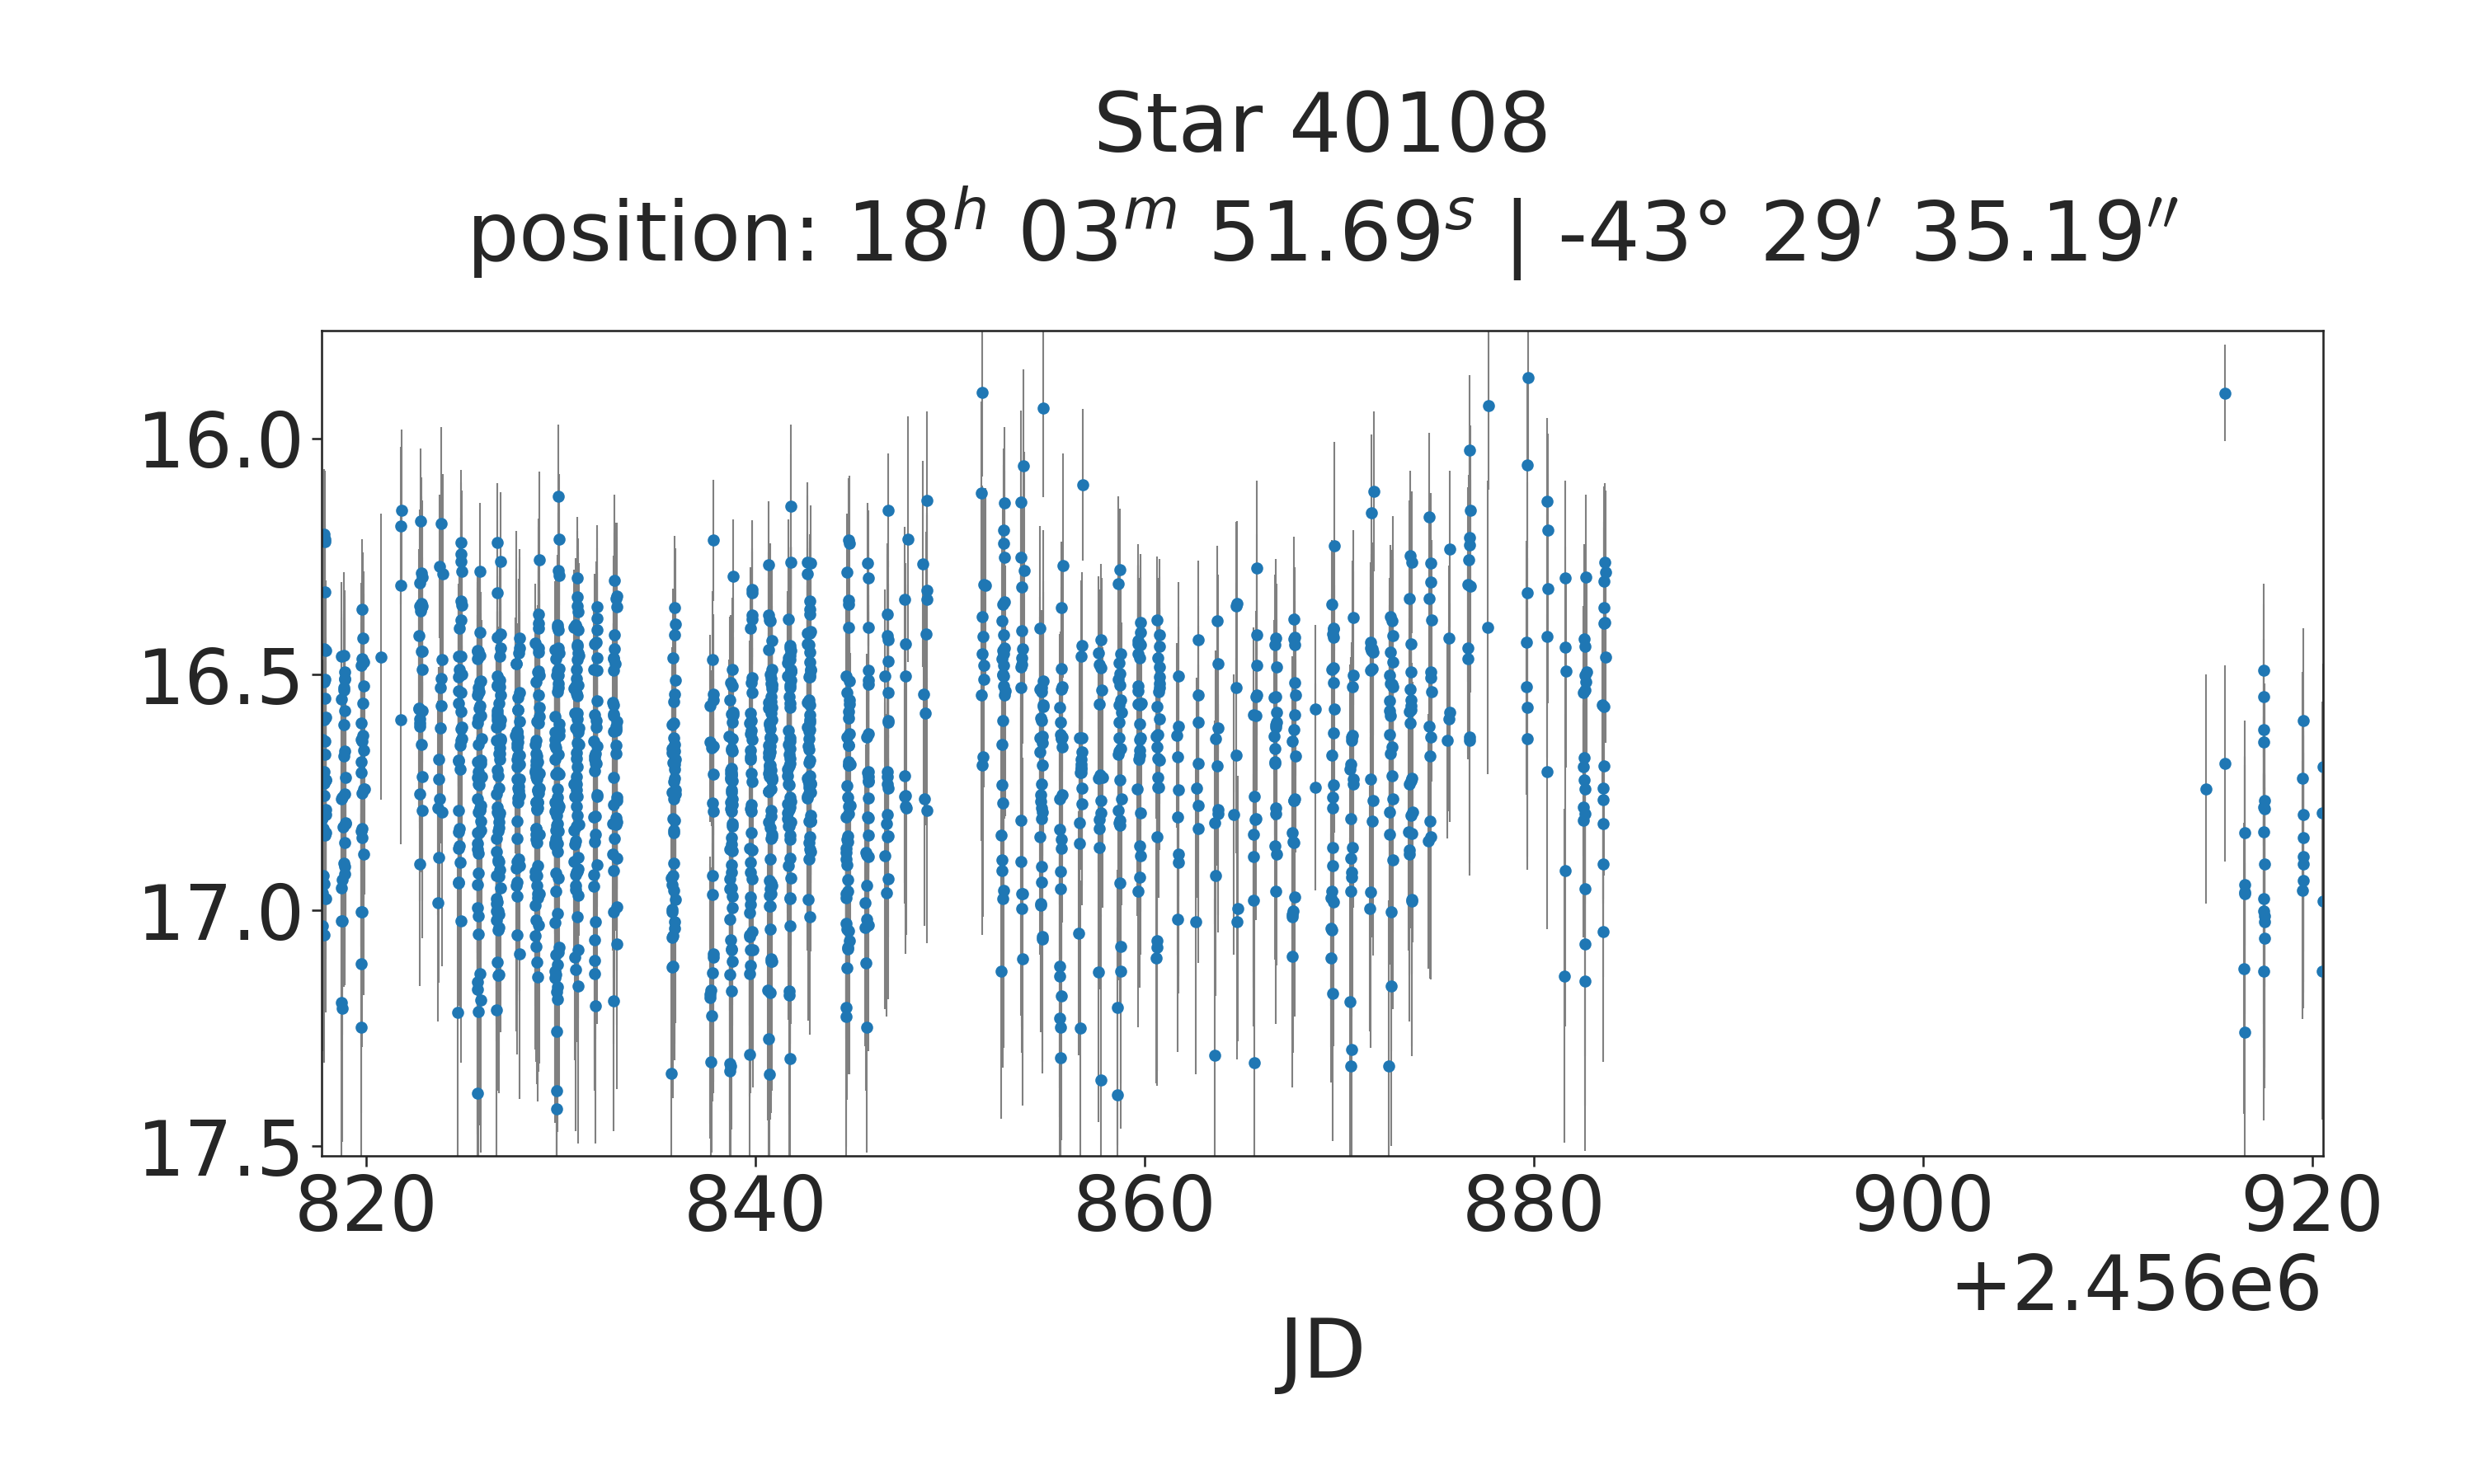 Star 40108
position: 18ʰ 03ᵐ 51.69ˢ | -43° 29′ 35.19″
16.0
16.5
17.0
17.5
820 840 860 880 900 920
+2.456e6
JD